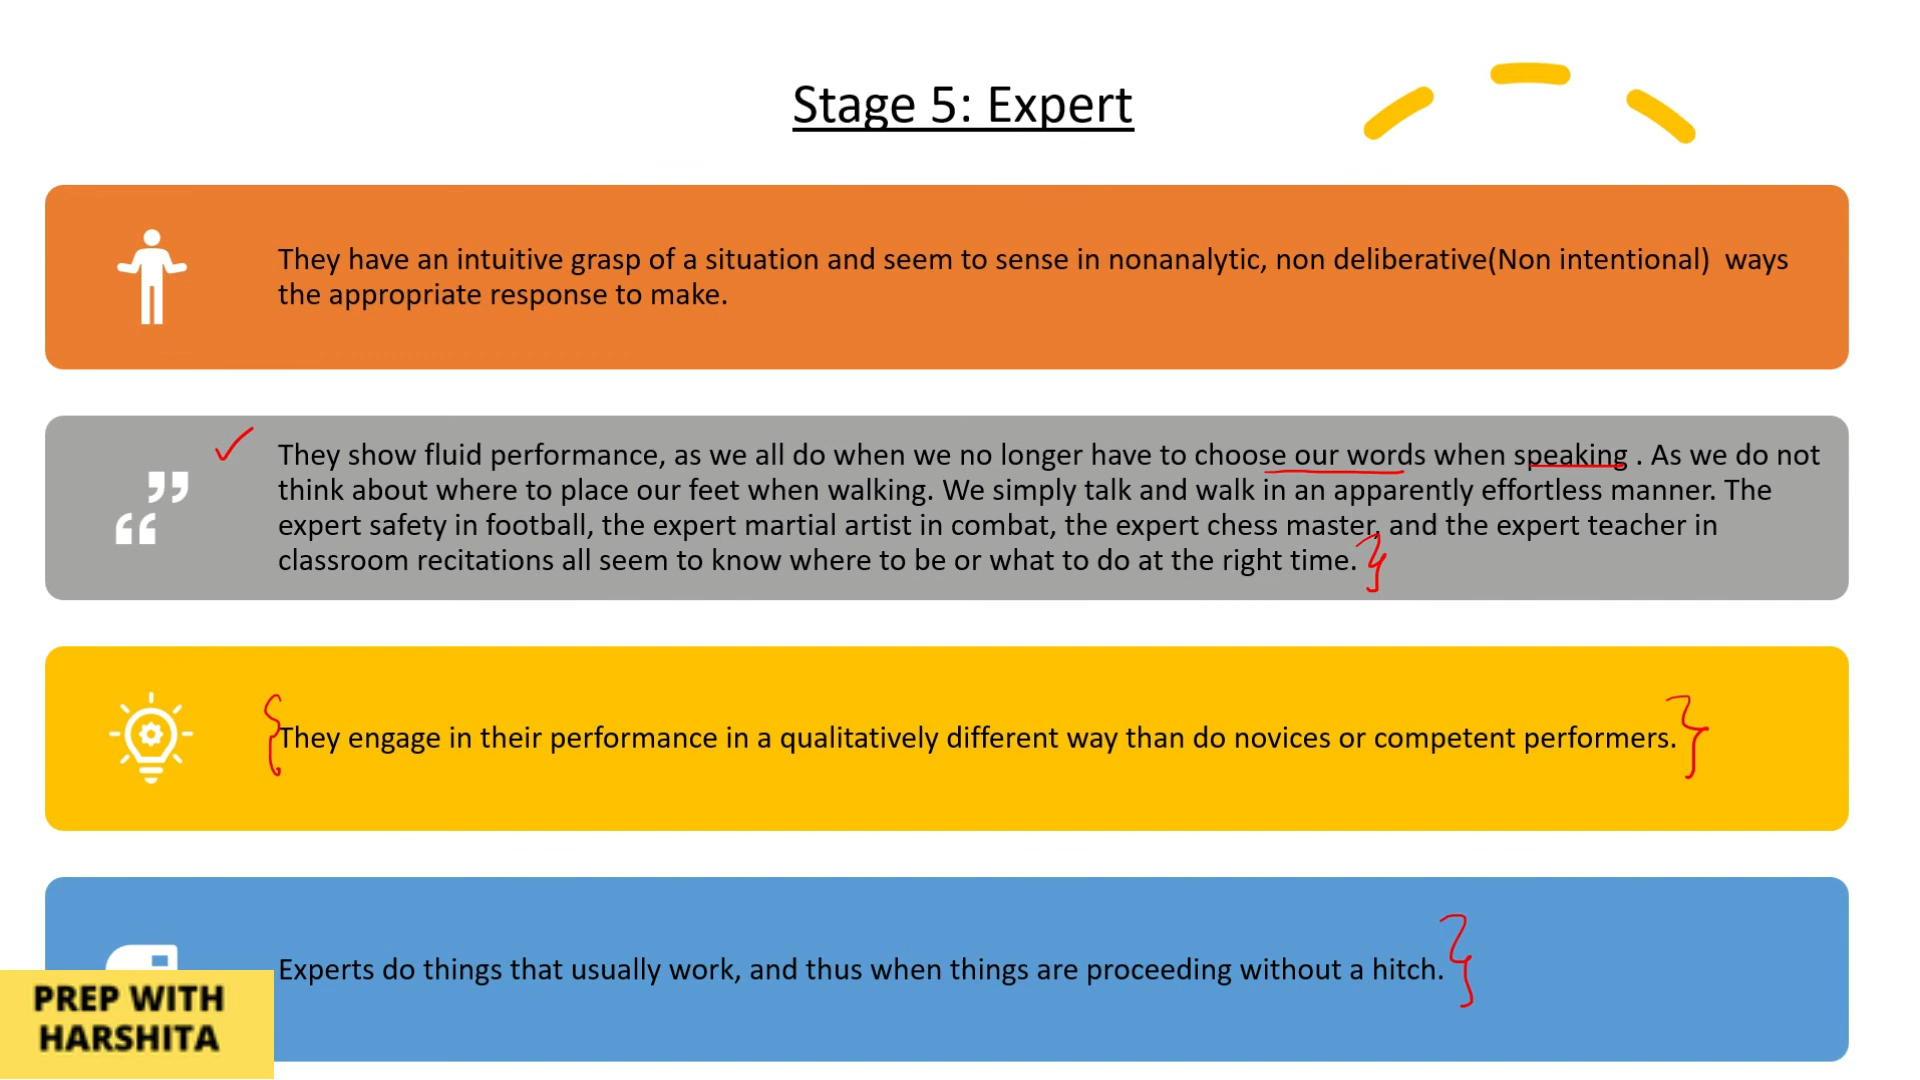 Stage 5: Expert
They have an intuitive grasp of a situation and seem to sense in nonanalytic, non deliberative(Non intentional) ways
the appropriate response to make.
They show fluid performance, as we all do when we no longer have to choose our words when speaking . As we do not
think about where to place our feet when walking. We simply talk and walk in an apparently effortless manner. The
expert safety in football, the expert martial artist in combat, the expert chess master, and the expert teacher in
classroom recitations all seem to know where to be or what to do at the right time.
They engage in their performance in a qualitatively different way than do novices or competent performers.
Experts do things that usually work, and thus when things are proceeding without a hitch.
PREP WITH
HARSHITA